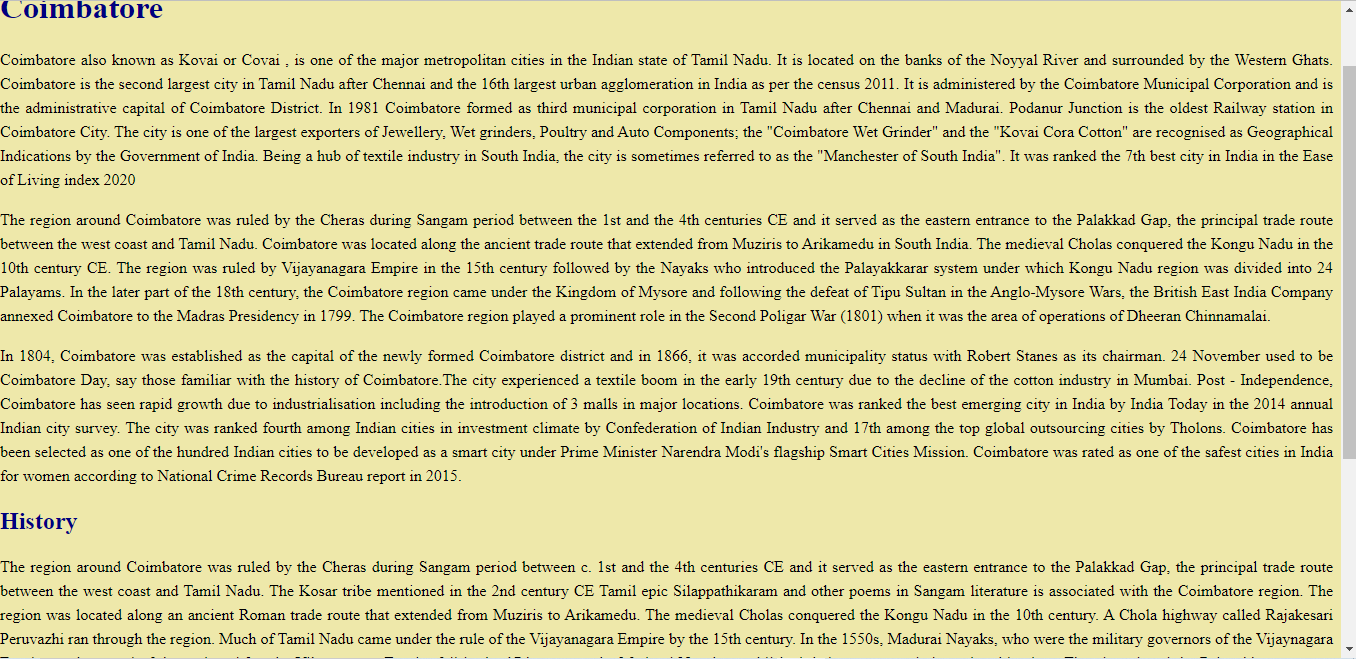 Coimbatore
Coimbatore also known as Kovai or Covai , is one of the major metropolitan cities in the Indian state of Tamil Nadu. It is located on the banks of the Noyyal River and surrounded by the Western Ghats.
Coimbatore is the second largest city in Tamil Nadu after Chennai and the 16th largest urban agglomeration in India as per the census 2011. It is administered by the Coimbatore Municipal Corporation and is
the administrative capital of Coimbatore District. In 1981 Coimbatore formed as third municipal corporation in Tamil Nadu after Chennai and Madurai. Podanur Junction is the oldest Railway station in
Coimbatore City. The city is one of the largest exporters of Jewellery, Wet grinders, Poultry and Auto Components; the "Coimbatore Wet Grinder" and the "Kovai Cora Cotton" are recognised as Geographical
Indications by the Government of India. Being a hub of textile industry in South India, the city is sometimes referred to as the "Manchester of South India". It was ranked the 7th best city in India in the Ease
of Living index 2020
The region around Coimbatore was ruled by the Cheras during Sangam period between the 1st and the 4th centuries CE and it served as the eastern entrance to the Palakkad Gap, the principal trade route
between the west coast and Tamil Nadu. Coimbatore was located along the ancient trade route that extended from Muziris to Arikamedu in South India. The medieval Cholas conquered the Kongu Nadu in the
10th century CE. The region was ruled by Vijayanagara Empire in the 15th century followed by the Nayaks who introduced the Palayakkarar system under which Kongu Nadu region was divided into 24
Palayams. In the later part of the 18th century, the Coimbatore region came under the Kingdom of Mysore and following the defeat of Tipu Sultan in the Anglo-Mysore Wars, the British East India Company
annexed Coimbatore to the Madras Presidency in 1799. The Coimbatore region played a prominent role in the Second Poligar War (1801) when it was the area of operations of Dheeran Chinnamalai.
In 1804, Coimbatore was established as the capital of the newly formed Coimbatore district and in 1866, it was accorded municipality status with Robert Stanes as its chairman. 24 November used to be
Coimbatore Day, say those familiar with the history of Coimbatore.The city experienced a textile boom in the early 19th century due to the decline of the cotton industry in Mumbai. Post - Independence,
Coimbatore has seen rapid growth due to industrialisation including the introduction of 3 malls in major locations. Coimbatore was ranked the best emerging city in India by India Today in the 2014 annual
Indian city survey. The city was ranked fourth among Indian cities in investment climate by Confederation of Indian Industry and 17th among the top global outsourcing cities by Tholons. Coimbatore has
been selected as one of the hundred Indian cities to be developed as a smart city under Prime Minister Narendra Modi's flagship Smart Cities Mission. Coimbatore was rated as one of the safest cities in India
for women according to National Crime Records Bureau report in 2015.
History
The region around Coimbatore was ruled by the Cheras during Sangam period between c. 1st and the 4th centuries CE and it served as the eastern entrance to the Palakkad Gap, the principal trade route
between the west coast and Tamil Nadu. The Kosar tribe mentioned in the 2nd century CE Tamil epic Silappathikaram and other poems in Sangam literature is associated with the Coimbatore region. The
region was located along an ancient Roman trade route that extended from Muziris to Arikamedu. The medieval Cholas conquered the Kongu Nadu in the 10th century. A Chola highway called Rajakesari
Peruvazhi ran through the region. Much of Tamil Nadu came under the rule of the Vijayanagara Empire by the 15th century. In the 1550s, Madurai Nayaks, who were the military governors of the Vijaynagara